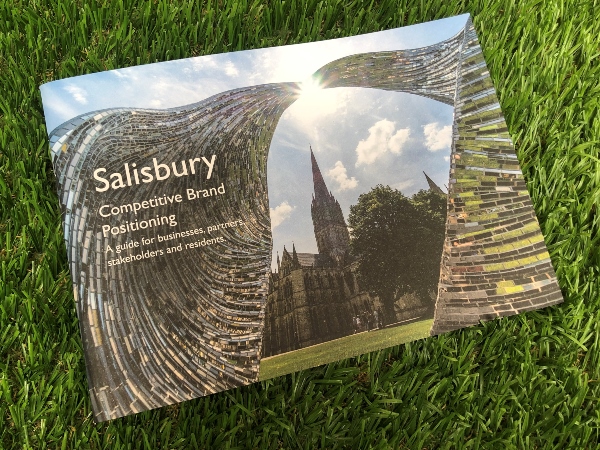 Salisbury
Competitive Brand
Positioning
A guide for businesses, partners,
stakeholders and residents